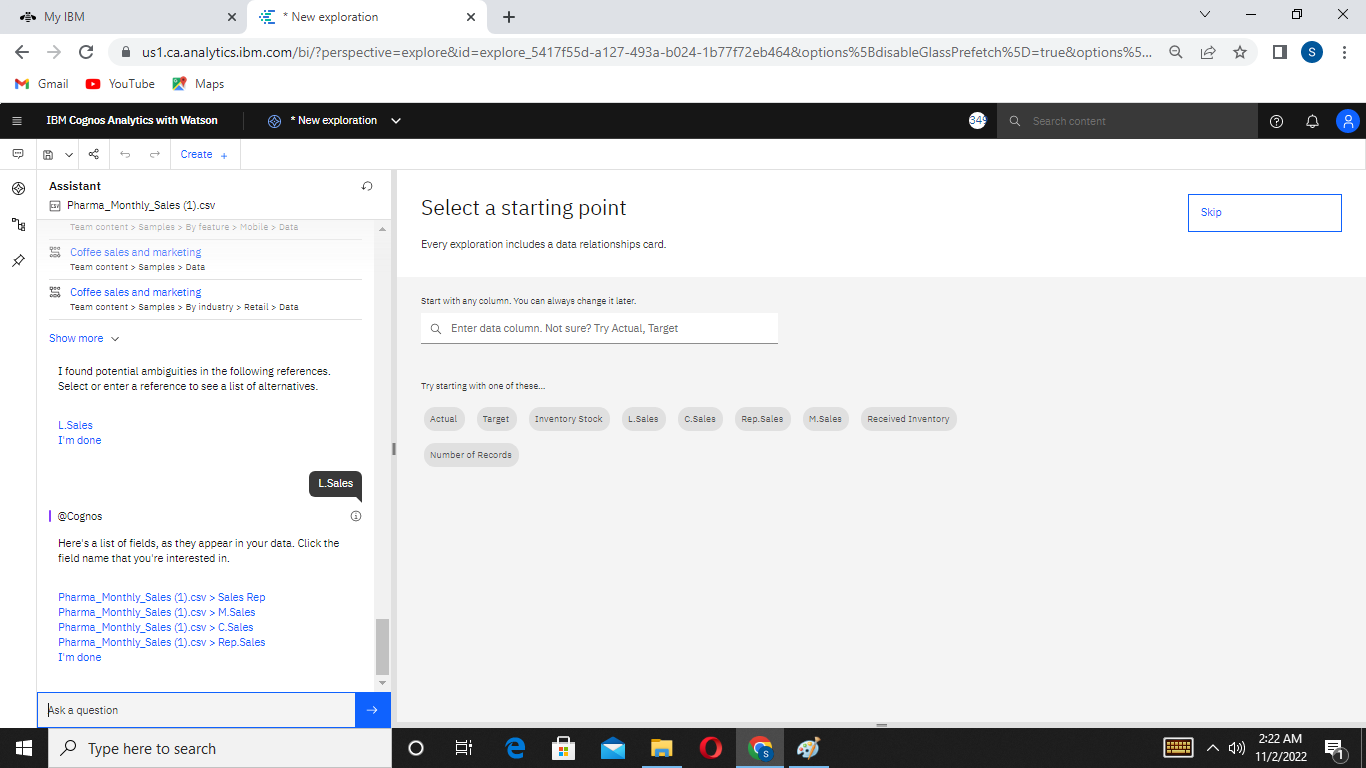 My IBM
* New exploration
us1.ca.analytics.ibm.com/bi/?perspective=explore&id=explore_5417f55d-a127-493a-b024-1b77f72eb464&options%5BdisableGlassPrefetch%5D=true&options%5...
S
Gmail
YouTube
Maps
IBM Cognos Analytics with Watson
* New exploration
349
Search content
Create +
Assistant
Pharma_Monthly_Sales (1).csv
Team content > Samples > By feature > Mobile > Data
Coffee sales and marketing
Team content > Samples > Data
Coffee sales and marketing
Team content > Samples > By industry > Retail > Data
Show more
I found potential ambiguities in the following references.
Select or enter a reference to see a list of alternatives.
L.Sales
I'm done
L.Sales
@Cognos
Here's a list of fields, as they appear in your data. Click the
field name that you're interested in.
Pharma_Monthly_Sales (1).csv > Sales Rep
Pharma_Monthly_Sales (1).csv > M.Sales
Pharma_Monthly_Sales (1).csv > C.Sales
Pharma_Monthly_Sales (1).csv > Rep.Sales
I'm done
Ask a question
Select a starting point
Skip
Every exploration includes a data relationships card.
Start with any column. You can always change it later.
Enter data column. Not sure? Try Actual, Target
Try starting with one of these...
Actual
Target
Inventory Stock
L.Sales
C.Sales
Rep.Sales
M.Sales
Received Inventory
Number of Records
Type here to search
S
2:22 AM
11/2/2022
1